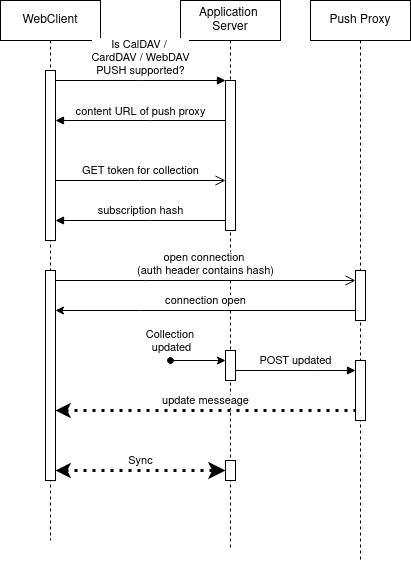 WebClient
Application
Server
Push Proxy
Is CalDAV /
CardDAV / WebDAV
PUSH supported?
content URL of push proxy
GET token for collection
subscription hash
open connection
(auth header contains hash)
connection open
Collection
updated
POST updated
update messeage
Sync